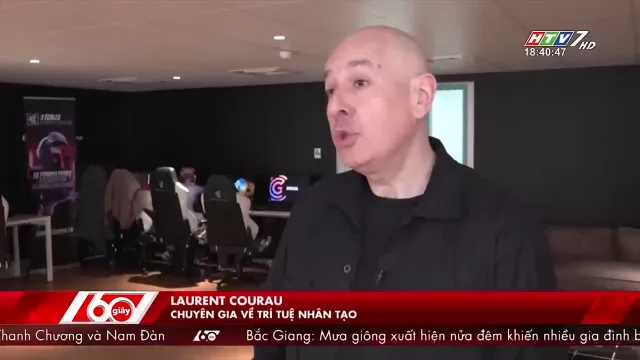 HTV7 HD
18:40:47
G
60 giây
LAURENT COURAU
CHUYÊN GIA VỀ TRÍ TUỆ NHÂN TẠO
Thanh Chương và Nam Đàn 60 Bắc Giang: Mưa giông xuất hiện nửa đêm khiến nhiều gia đình b